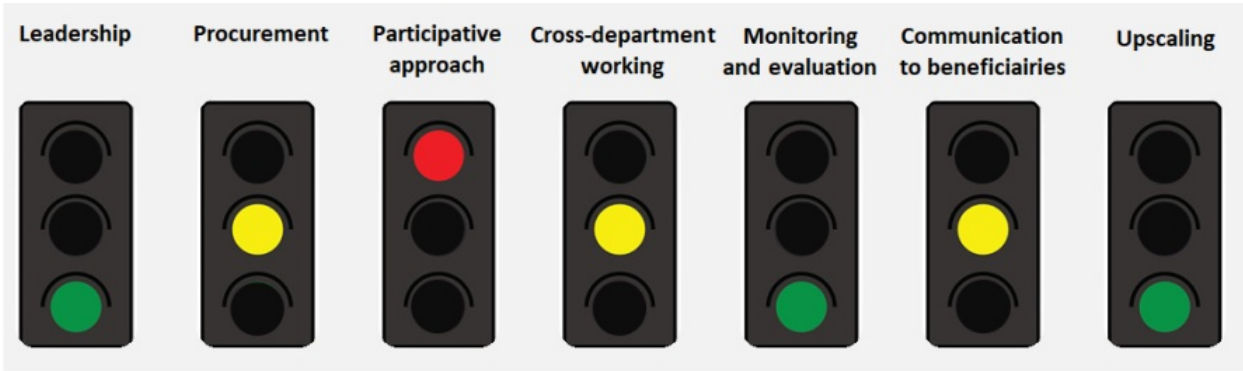 Leadership
Procurement
Participative
approach
Cross-department
working
Monitoring
and evaluation
Communication
to beneficiairies
Upscaling